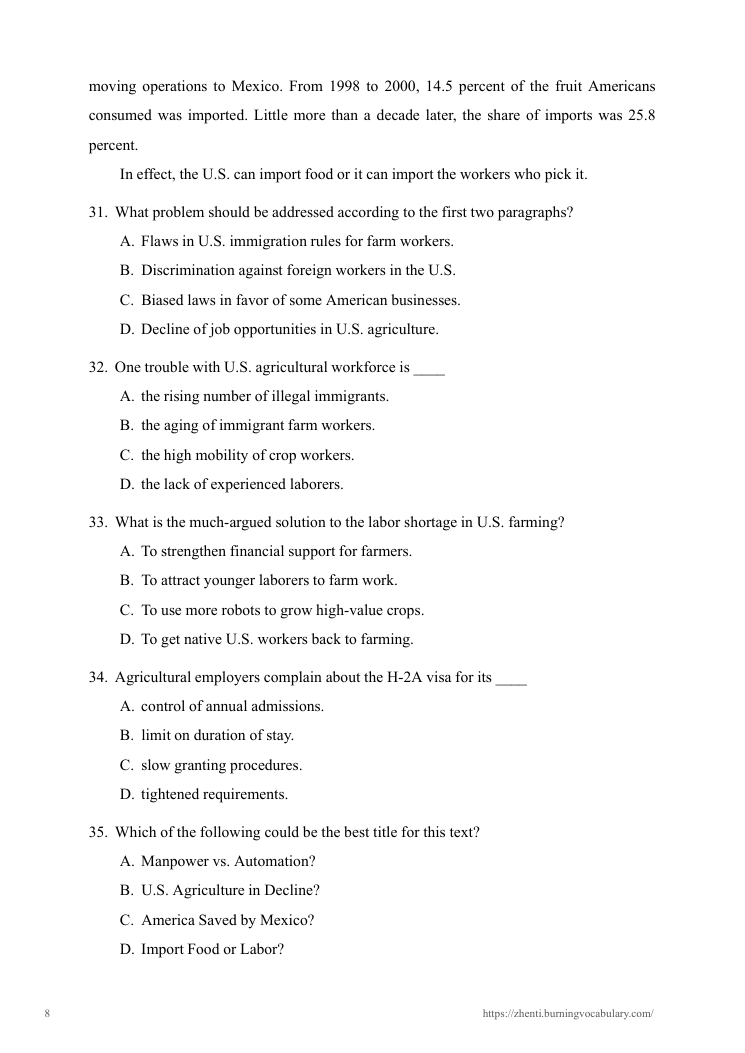 moving operations to Mexico. From 1998 to 2000, 14.5 percent of the fruit Americans
consumed was imported. Little more than a decade later, the share of imports was 25.8
percent.
In effect, the U.S. can import food or it can import the workers who pick it.
31. What problem should be addressed according to the first two paragraphs?
A. Flaws in U.S. immigration rules for farm workers.
B. Discrimination against foreign workers in the U.S.
C. Biased laws in favor of some American businesses.
D. Decline of job opportunities in U.S. agriculture.
32. One trouble with U.S. agricultural workforce is ____
A. the rising number of illegal immigrants.
B. the aging of immigrant farm workers.
C. the high mobility of crop workers.
D. the lack of experienced laborers.
33. What is the much-argued solution to the labor shortage in U.S. farming?
A. To strengthen financial support for farmers.
B. To attract younger laborers to farm work.
C. To use more robots to grow high-value crops.
D. To get native U.S. workers back to farming.
34. Agricultural employers complain about the H-2A visa for its ____
A. control of annual admissions.
B. limit on duration of stay.
C. slow granting procedures.
D. tightened requirements.
35. Which of the following could be the best title for this text?
A. Manpower vs. Automation?
B. U.S. Agriculture in Decline?
C. America Saved by Mexico?
D. Import Food or Labor?
8 https://zhenti.burningvocabulary.com/